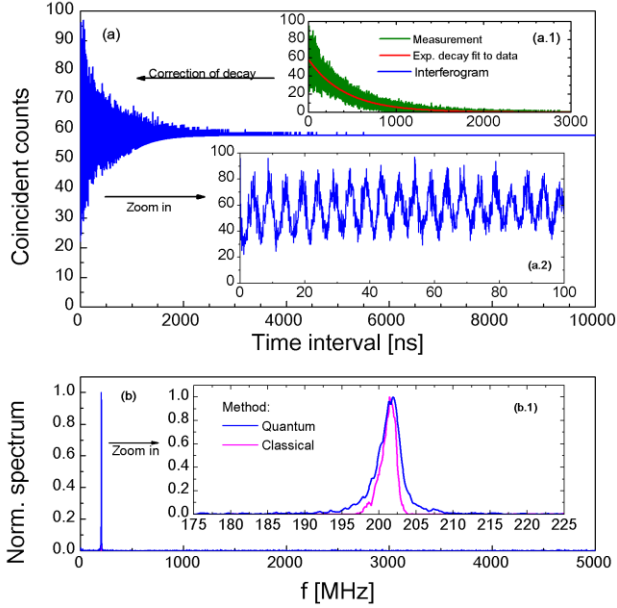 100
90
80
70
60
50
40
30
20
10
0
Coincident counts
(a)
Correction of decay
Zoom in
100
80
60
40
20
0
(a.1)
Measurement
Exp. decay fit to data
Interferogram
0 1000 2000 3000
100
80
60
40
20
0
(a.2)
0 20 40 60 80 100
0 2000 4000 6000 8000 10000
Time interval [ns]
Norm. spectrum
1.0
0.8
0.6
0.4
0.2
0.0
(b)
Zoom in
1.0
0.8
0.6
0.4
0.2
0.0
Method:
Quantum
Classical
(b.1)
175 180 185 190 195 200 205 210 215 220 225
0 1000 2000 3000 4000 5000
f [MHz]